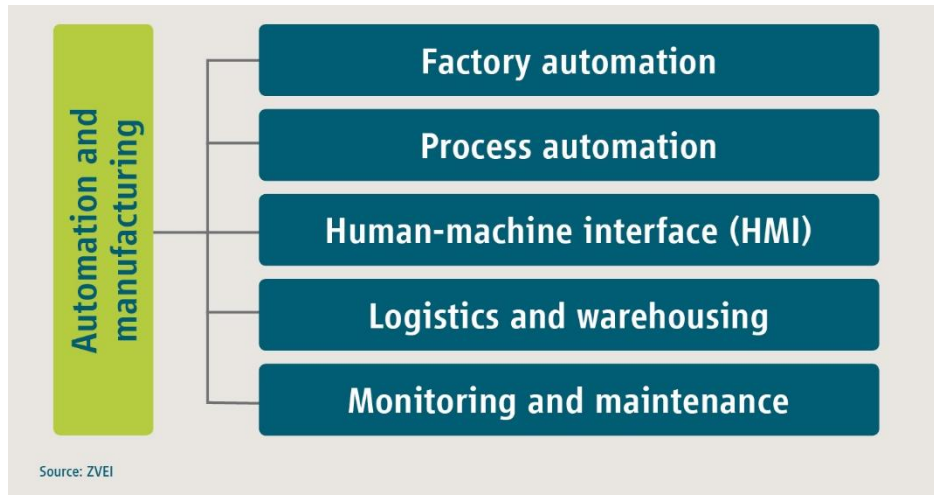 Automation and
manufacturing
Factory automation
Process automation
Human-machine interface (HMI)
Logistics and warehousing
Monitoring and maintenance
Source: ZVEI